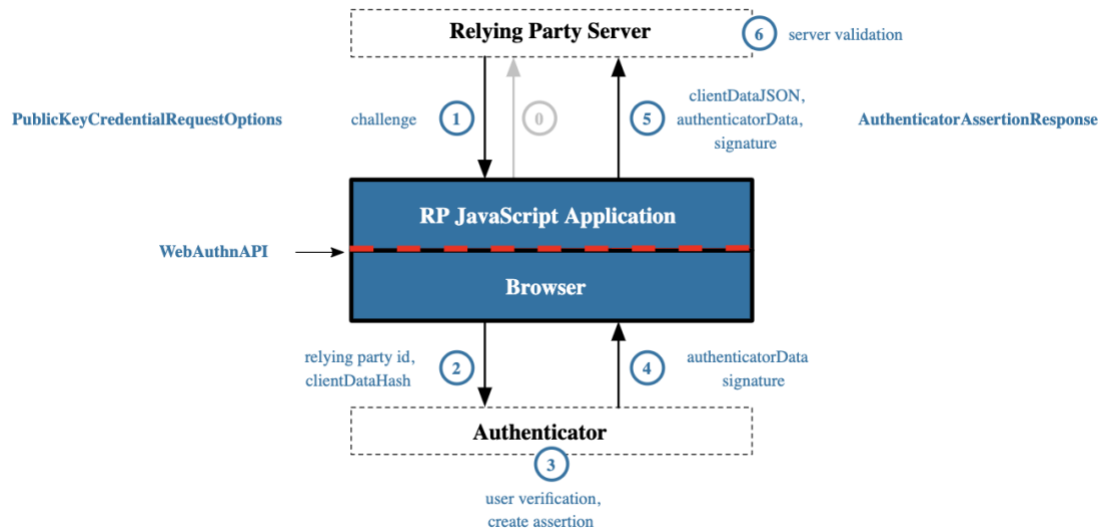 Relying Party Server
6
server validation
PublicKeyCredentialRequestOptions
challenge
1
0
5
clientDataJSON,
authenticatorData,
signature
AuthenticatorAssertionResponse
RP JavaScript Application
WebAuthnAPI
Browser
relying party id,
clientDataHash
2
4
authenticatorData
signature
Authenticator
3
user verification,
create assertion